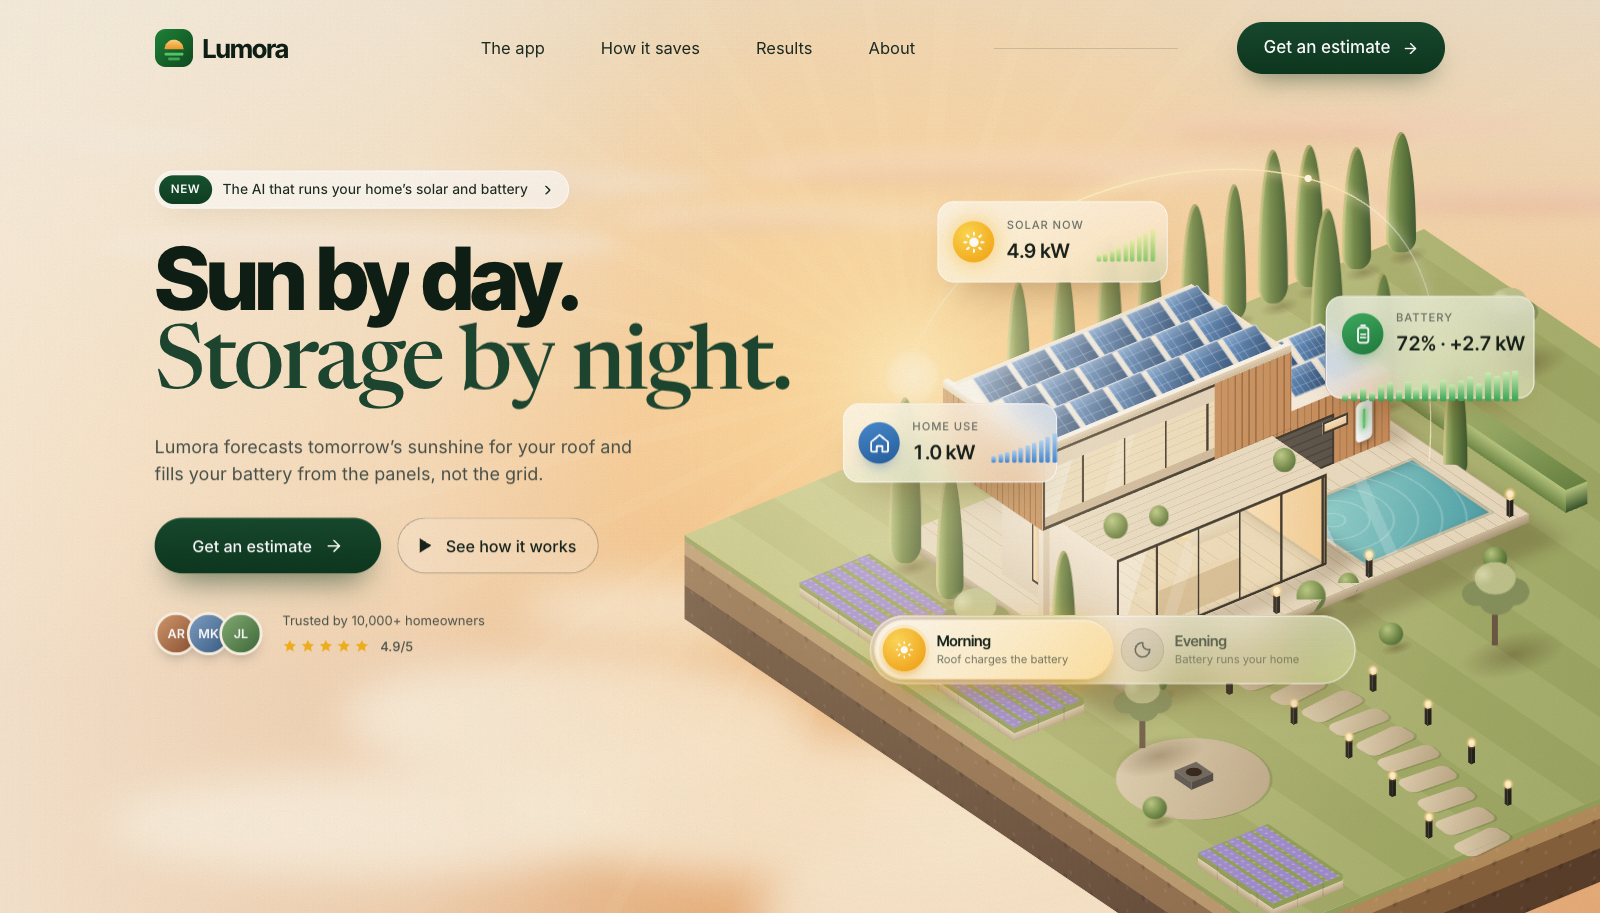 Lumora
The app
How it saves
Results
About
Get an estimate
NEW
The AI that runs your home's solar and battery
Sun by day.
Storage by night.
Lumora forecasts tomorrow's sunshine for your roof and
fills your battery from the panels, not the grid.
Get an estimate
See how it works
AR
MK
JL
Trusted by 10,000+ homeowners
4.9/5
SOLAR NOW
4.9 kW
BATTERY
72% · +2.7 kW
HOME USE
1.0 kW
Morning
Roof charges the battery
Evening
Battery runs your home